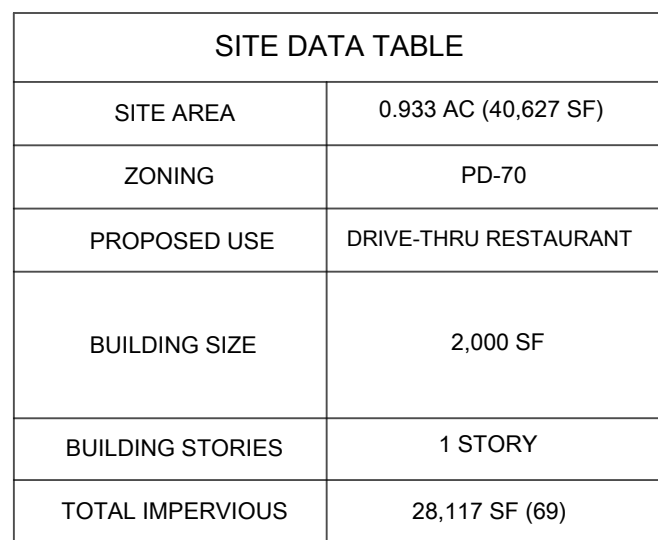 SITE DATA TABLE
SITE AREA 0.933 AC (40,627 SF)
ZONING PD-70
PROPOSED USE DRIVE-THRU RESTAURANT
BUILDING SIZE 2,000 SF
BUILDING STORIES 1 STORY
TOTAL IMPERVIOUS 28,117 SF (69)